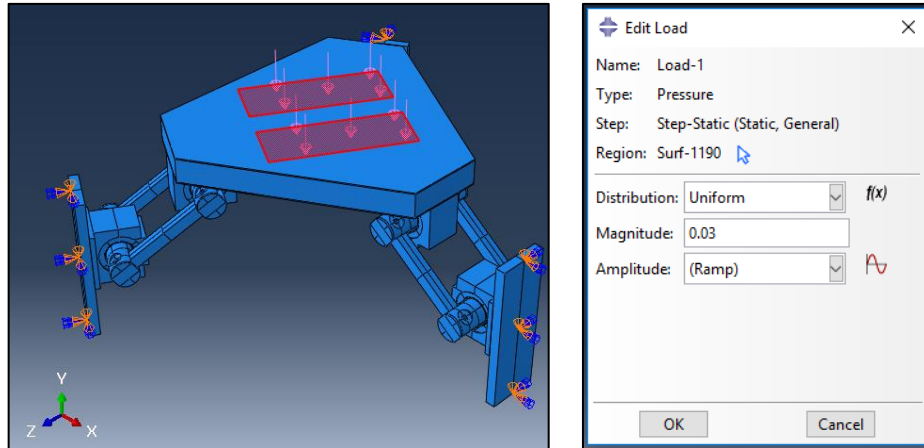 Y
Z
X
Edit Load
Name: Load-1
Type: Pressure
Step: Step-Static (Static, General)
Region: Surf-1190
Distribution: Uniform f(x)
Magnitude: 0.03
Amplitude: (Ramp)
OK Cancel